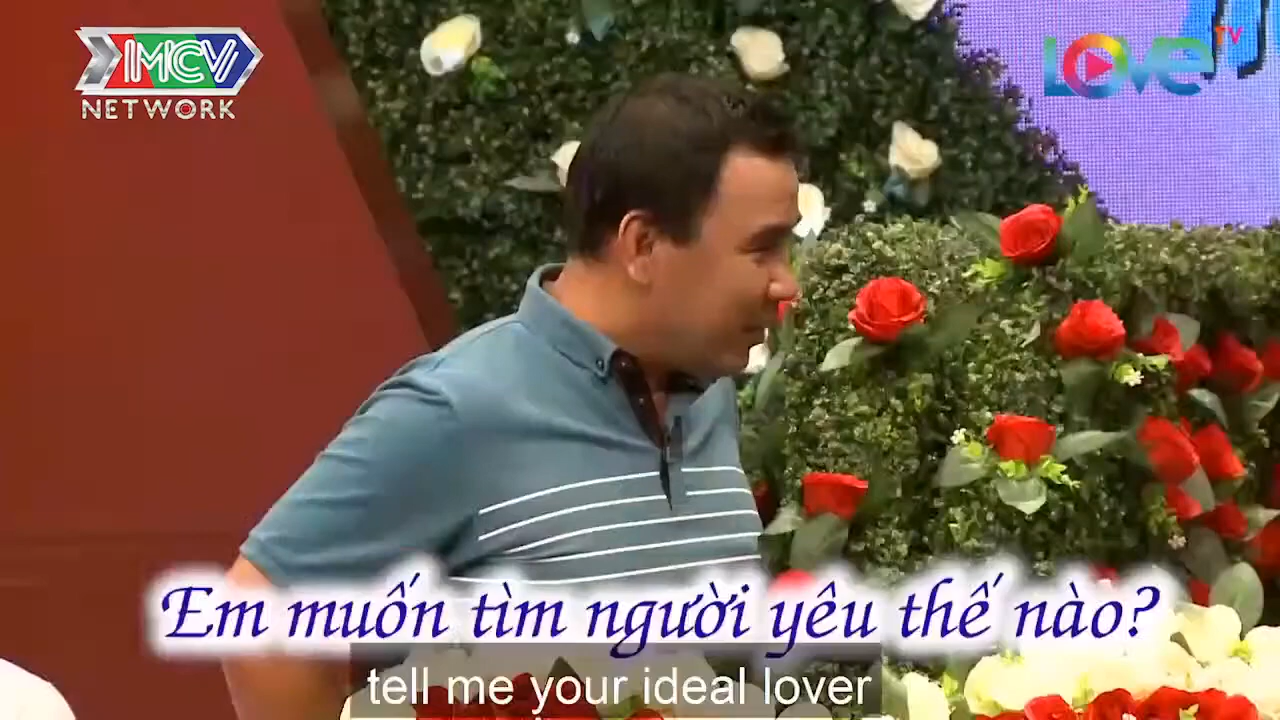 MCV
NETWORK
LOVE TV
Em muốn tìm người yêu thế nào?
tell me your ideal lover